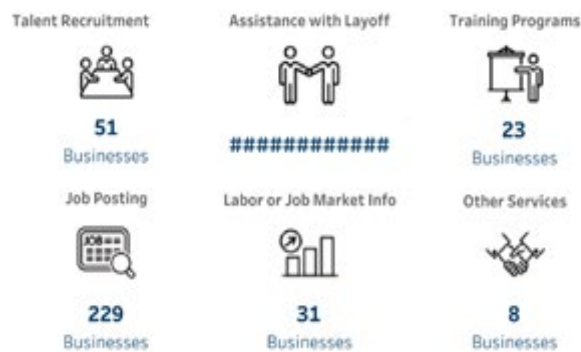 Talent Recruitment
Assistance with Layoff
Training Programs
51
Businesses
############
23
Businesses
Job Posting
Labor or Job Market Info
Other Services
JOB
229
Businesses
31
Businesses
8
Businesses